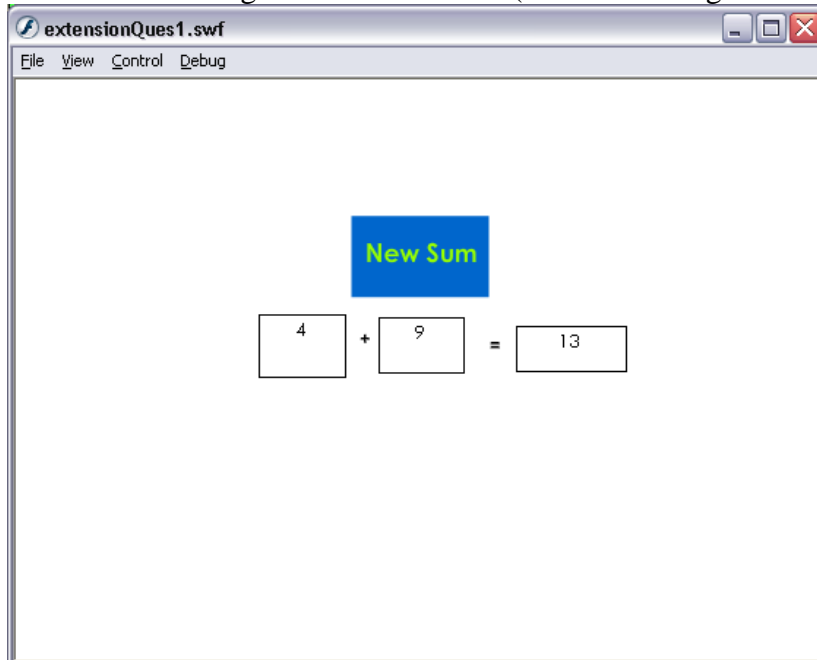 extensionQues1.swf
File View Control Debug
New Sum
4 + 9 = 13